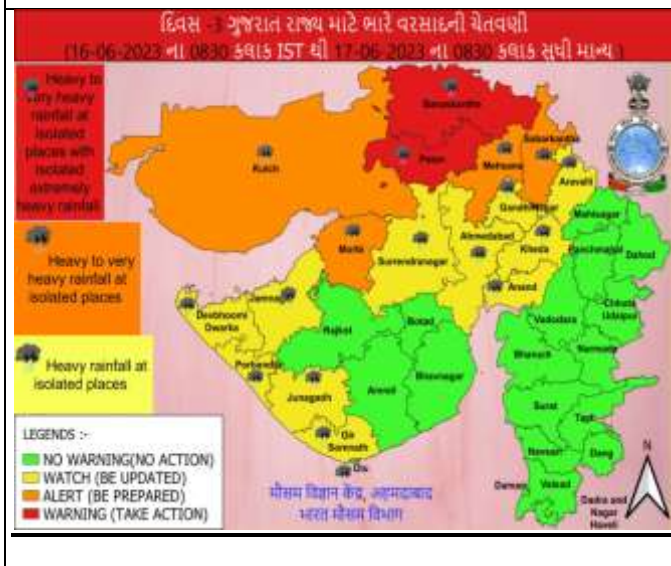 દિવસ -3 ગુજરાત રાજ્ય માટે ભારે વરસાદની ચેતવણી
(16-06-2023 ના 0830 કલાક IST થી 17-06-2023 ના 0830 કલાક સુધી માન્ય )
Heavy to
very heavy
rainfall at
isolated
places with
isolated
extremely
heavy rainfall
Heavy to very
heavy rainfall at
isolated places
Heavy rainfall at
isolated places
Banaskantha
Patan
Kutch
Mehsana
Sabarkantha
Aravalli
Gandhinagar
Mahisagar
Morbi
Surrendranagar
Ahmedabad
Kheda
Panchmahal
Dahod
Anand
Jamnagar
Devbhoomi
Dwarka
Rajkot
Botad
Vadodara
Chhota
Udaipur
Porbandar
Bharuch
Narmada
Junagadh
Amreli
Bhavnagar
Surat
Tapi
Gir
Somnath
Navsari
Dang
Diu
Daman
Valsad
Dadra and
Nagar
Haveli
N
LEGENDS :-
NO WARNING(NO ACTION)
WATCH (BE UPDATED)
ALERT (BE PREPARED)
WARNING (TAKE ACTION)
मौसम विज्ञान केंद्र, अहमदाबाद
भारत मौसम विभाग